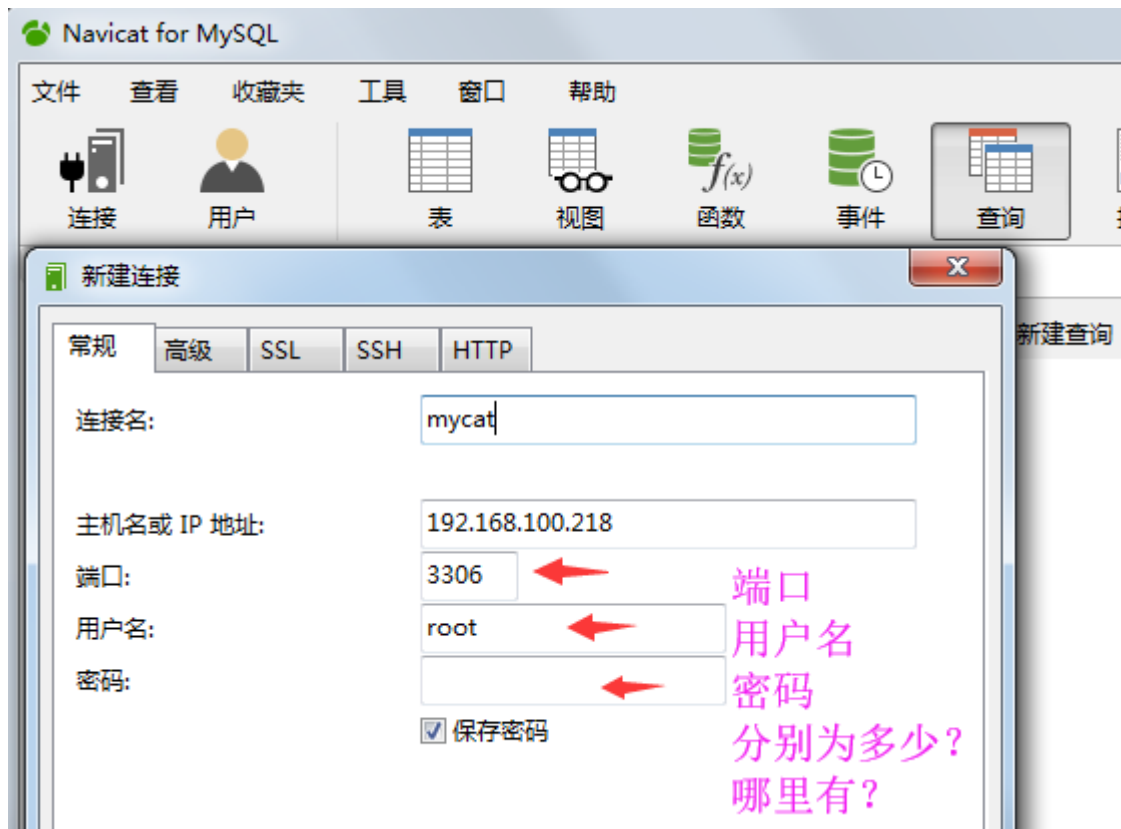 Navicat for MySQL
文件 查看 收藏夹 工具 窗口 帮助
f(x)
连接 用户 表 视图 函数 事件 查询
新建连接
常规 高级 SSL SSH HTTP
新建查询
连接名: mycat
主机名或 IP 地址: 192.168.100.218
端口: 3306
端口
用户名: root
用户名
密码:
密码
保存密码
分别为多少?
哪里有?